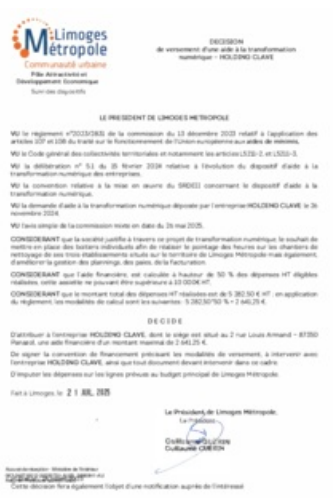 Limoges
Métropole
Communauté urbaine
Pôle Attractivité et
Développement Economique
Suivi des dispositifs
DECISION
de versement d'une aide à la transformation
numérique - HOLDING CLAVE
LE PRESIDENT DE LIMOGES METROPOLE
VU le règlement n°2023/2831 de la commission du 13 décembre 2023 relatif à l'application des
articles 107 et 108 du traité sur le fonctionnement de l'Union européenne aux aides de minimis,
VU le Code général des collectivités territoriales et notamment les articles L5211-2, et L5211-3,
VU la délibération n° 5.1 du 15 février 2024 relative à l'évolution du dispositif d'aide à la
transformation numérique des entreprises,
VU la convention relative à la mise en œuvre du SRDEII concernant le dispositif d'aide à la
transformation numérique,
VU la demande d'aide à la transformation numérique déposée par l'entreprise HOLDING CLAVE le 26
novembre 2024,
VU l'avis simple de la commission mixte en date du 26 mai 2025,
CONSIDERANT que la société justifie à travers ce projet de transformation numérique, le souhait de
mettre en place des boitiers individuels afin de réaliser le pointage des heures sur les chantiers de
nettoyage de ses trois établissements situés sur le territoire de Limoges Métropole mais également,
d'améliorer la gestion des plannings, des paies, de la facturation.
CONSIDERANT que l'aide financière, est calculée à hauteur de 50 % des dépenses HT éligibles
réalisées, cette assiette ne pouvant être supérieure à 10 000€ HT.
CONSIDERANT que le montant total des dépenses HT réalisées est de 5 282,50 € HT : en application
du règlement, les modalités de calcul sont les suivantes : 5 282,50*50 % = 2 641,25 €.
DECIDE
D'attribuer à l'entreprise HOLDING CLAVE, dont le siège est situé au 2 rue Louis Armand - 87350
Panazol, une aide financière d'un montant maximal de 2 641,25 €.
De signer la convention de financement précisant les modalités de versement, à intervenir avec
l'entreprise HOLDING CLAVE, ainsi que tout document devant intervenir dans ce cadre.
D'imputer les dépenses sur les lignes prévues au budget principal de Limoges Métropole.
Fait à Limoges, le 21 JUIL. 2025
Le Président de Limoges Métropole,
Le Président
Guillaume GUERIN
Accusé de réception - Ministère de l'Intérieur
Cette décision fera également l'objet d'une notification auprès de l'intéressé